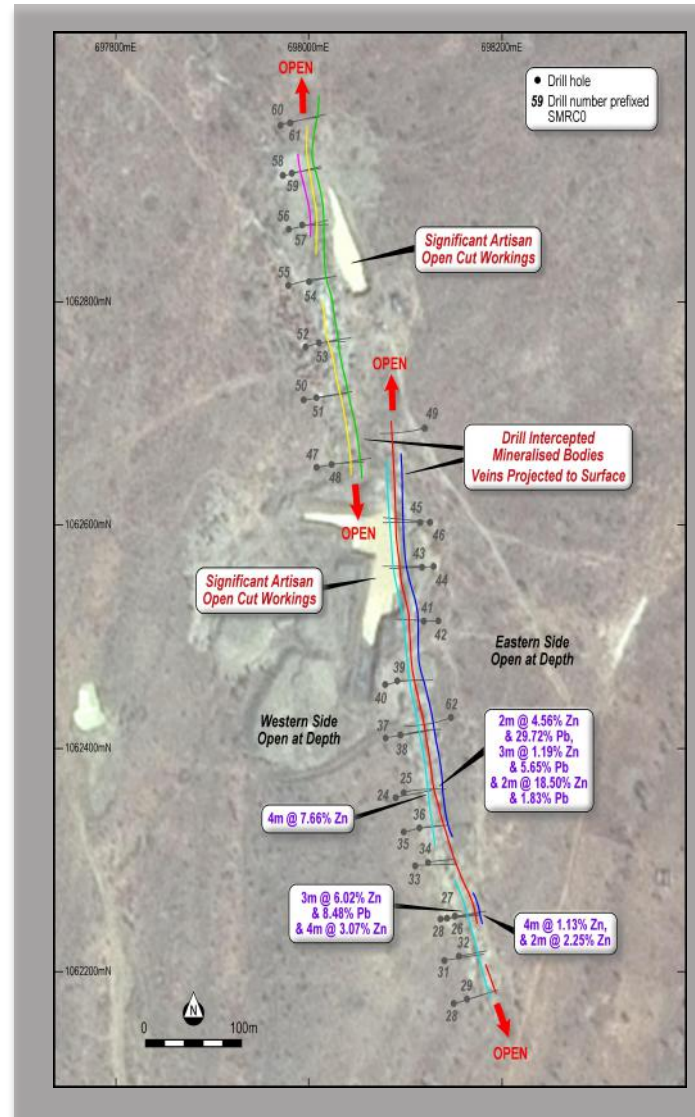 697800mE
698000mE
698200mE
OPEN
Drill hole
59 Drill number prefixed
SMRC0
60
61
58
59
56
57
Significant Artisan
Open Cut Workings
55
54
1062800mN
52
53
OPEN
50
51
49
Drill Intercepted
Mineralised Bodies
Veins Projected to Surface
47
48
OPEN
45
46
1062600mN
43
44
Significant Artisan
Open Cut Workings
41
42
Eastern Side
Open at Depth
39
40
62
Western Side
Open at Depth
37
38
2m @ 4.56% Zn
& 29.72% Pb,
3m @ 1.19% Zn
& 5.65% Pb
& 2m @ 18.50% Zn
& 1.83% Pb
1062400mN
25
24
4m @ 7.66% Zn
36
35
34
33
3m @ 6.02% Zn
& 8.48% Pb
& 4m @ 3.07% Zn
27
28
26
4m @ 1.13% Zn,
& 2m @ 2.25% Zn
32
31
1062200mN
29
28
N
0
100m
OPEN